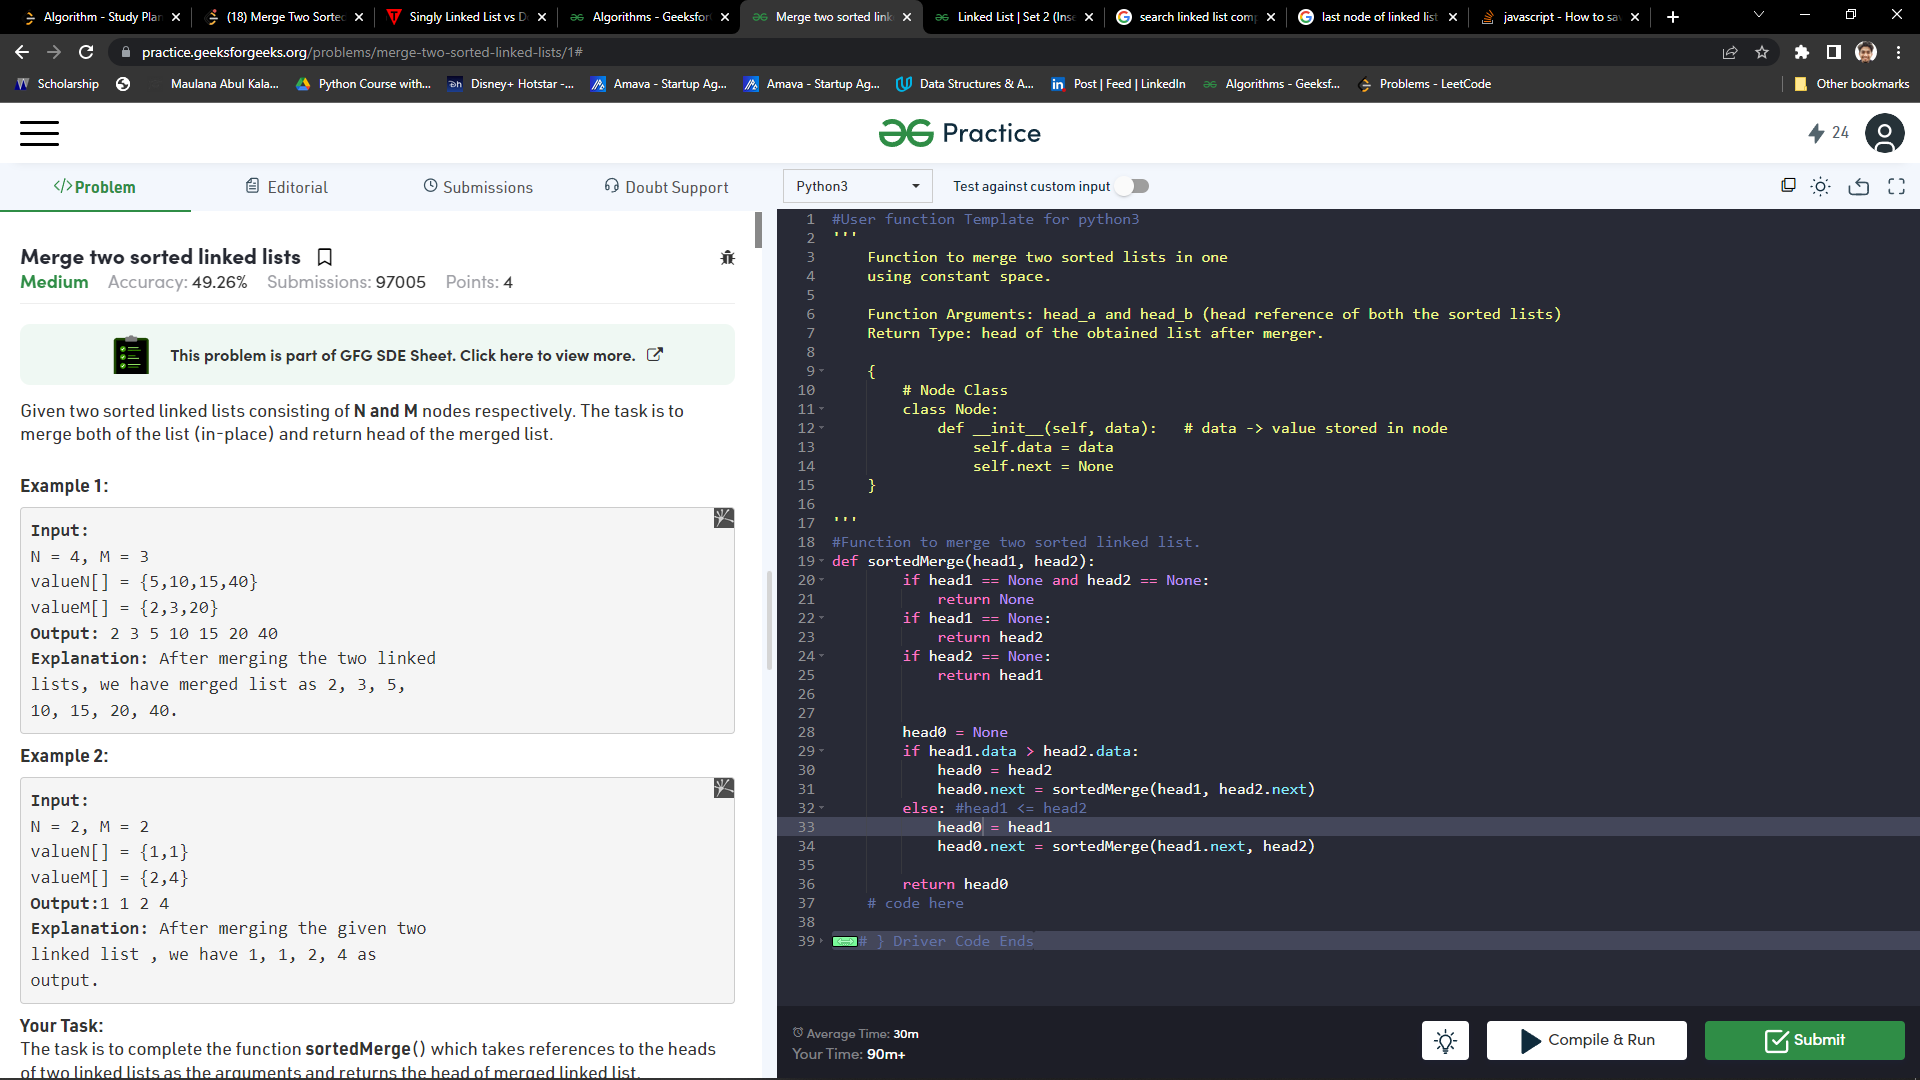 Algorithm - Study Plan
(18) Merge Two Sorted
Singly Linked List vs D
Algorithms - Geeksfor
Merge two sorted link
Linked List | Set 2 (Inse
search linked list comp
last node of linked list
javascript - How to sav
practice.geeksforgeeks.org/problems/merge-two-sorted-linked-lists/1#
Scholarship
Maulana Abul Kala...
Python Course with...
Disney+ Hotstar -...
Amava - Startup Ag...
Amava - Startup Ag...
Data Structures & A...
Post | Feed | LinkedIn
Algorithms - Geeksf...
Problems - LeetCode
Other bookmarks
Practice
24
</>Problem
Editorial
Submissions
Doubt Support
Python3
Test against custom input
Merge two sorted linked lists
Medium Accuracy: 49.26% Submissions: 97005 Points: 4
This problem is part of GFG SDE Sheet. Click here to view more.
Given two sorted linked lists consisting of N and M nodes respectively. The task is to
merge both of the list (in-place) and return head of the merged list.
Example 1:
Input:
N = 4, M = 3
valueN[] = {5,10,15,40}
valueM[] = {2,3,20}
Output: 2 3 5 10 15 20 40
Explanation: After merging the two linked
lists, we have merged list as 2, 3, 5,
10, 15, 20, 40.
Example 2:
Input:
N = 2, M = 2
valueN[] = {1,1}
valueM[] = {2,4}
Output:1 1 2 4
Explanation: After merging the given two
linked list , we have 1, 1, 2, 4 as
output.
Your Task:
The task is to complete the function sortedMerge() which takes references to the heads
of two linked lists as the arguments and returns the head of merged linked list.
1 #User function Template for python3
2 '''
3 Function to merge two sorted lists in one
4 using constant space.
5
6 Function Arguments: head_a and head_b (head reference of both the sorted lists)
7 Return Type: head of the obtained list after merger.
8
9 {
10 # Node Class
11 class Node:
12 def __init__(self, data): # data -> value stored in node
13 self.data = data
14 self.next = None
15 }
16
17 '''
18 #Function to merge two sorted linked list.
19 def sortedMerge(head1, head2):
20 if head1 == None and head2 == None:
21 return None
22 if head1 == None:
23 return head2
24 if head2 == None:
25 return head1
26
27
28 head0 = None
29 if head1.data > head2.data:
30 head0 = head2
31 head0.next = sortedMerge(head1, head2.next)
32 else: #head1 <= head2
33 head0 = head1
34 head0.next = sortedMerge(head1.next, head2)
35
36 return head0
37 # code here
38
39 # } Driver Code Ends
Average Time: 30m
Your Time: 90m+
Compile & Run
Submit